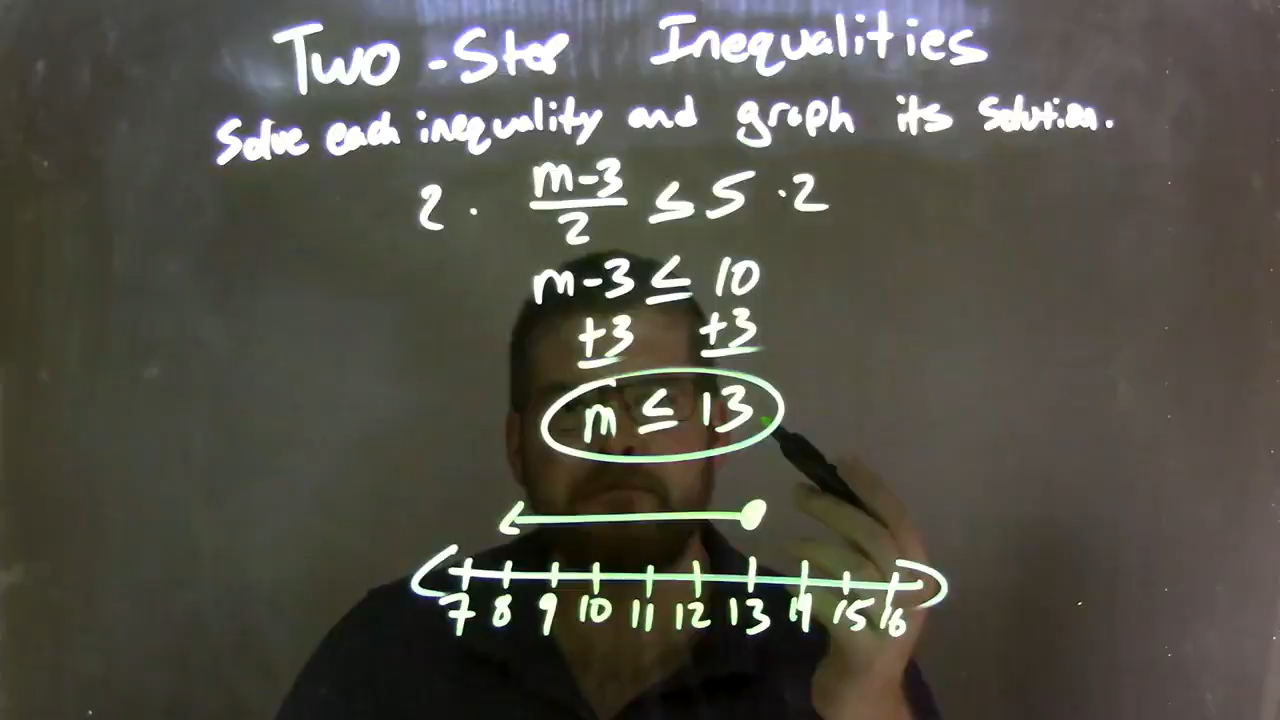 Two-Step Inequalities
Solve each inequality and graph its solution.
2 · m-3/2 ≤ 5 · 2
m-3 ≤ 10
+3 +3
m ≤ 13
7 8 9 10 11 12 13 14 15 16